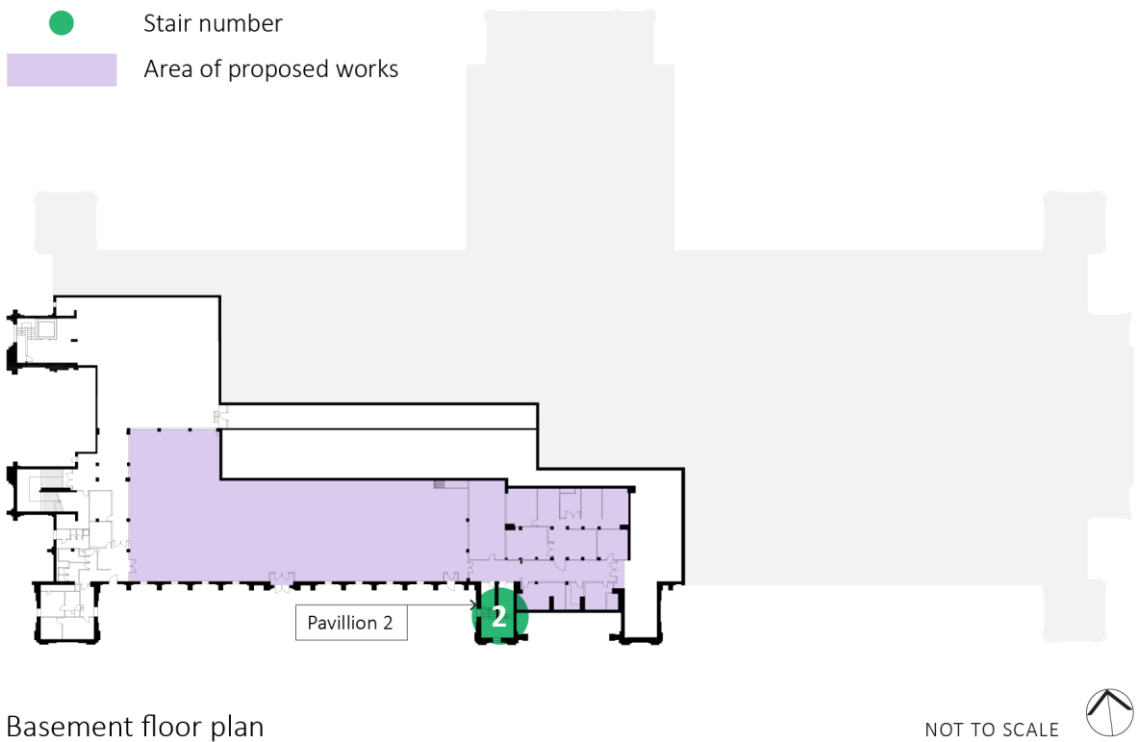 Stair number
Area of proposed works
2
Pavillion 2
Basement floor plan
NOT TO SCALE